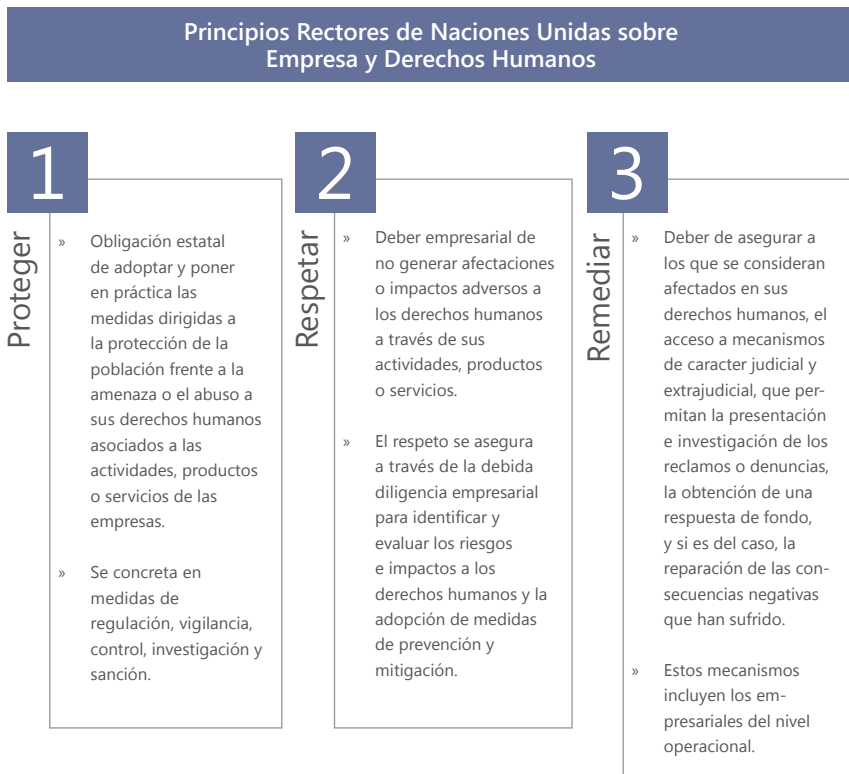 Principios Rectores de Naciones Unidas sobre
Empresa y Derechos Humanos
1
Proteger
» Obligación estatal
de adoptar y poner
en práctica las
medidas dirigidas a
la protección de la
población frente a la
amenaza o el abuso a
sus derechos humanos
asociados a las
actividades, productos
o servicios de las
empresas.
» Se concreta en
medidas de
regulación, vigilancia,
control, investigación y
sanción.
2
Respetar
» Deber empresarial de
no generar afectaciones
o impactos adversos a
los derechos humanos
a través de sus
actividades, productos
o servicios.
» El respeto se asegura
a través de la debida
diligencia empresarial
para identificar y
evaluar los riesgos
e impactos a los
derechos humanos y la
adopción de medidas
de prevención y
mitigación.
3
Remediar
» Deber de asegurar a
los que se consideran
afectados en sus
derechos humanos, el
acceso a mecanismos
de caracter judicial y
extrajudicial, que per-
mitan la presentación
e investigación de los
reclamos o denuncias,
la obtención de una
respuesta de fondo,
y si es del caso, la
reparación de las con-
secuencias negativas
que han sufrido.
» Estos mecanismos
incluyen los em-
presariales del nivel
operacional.